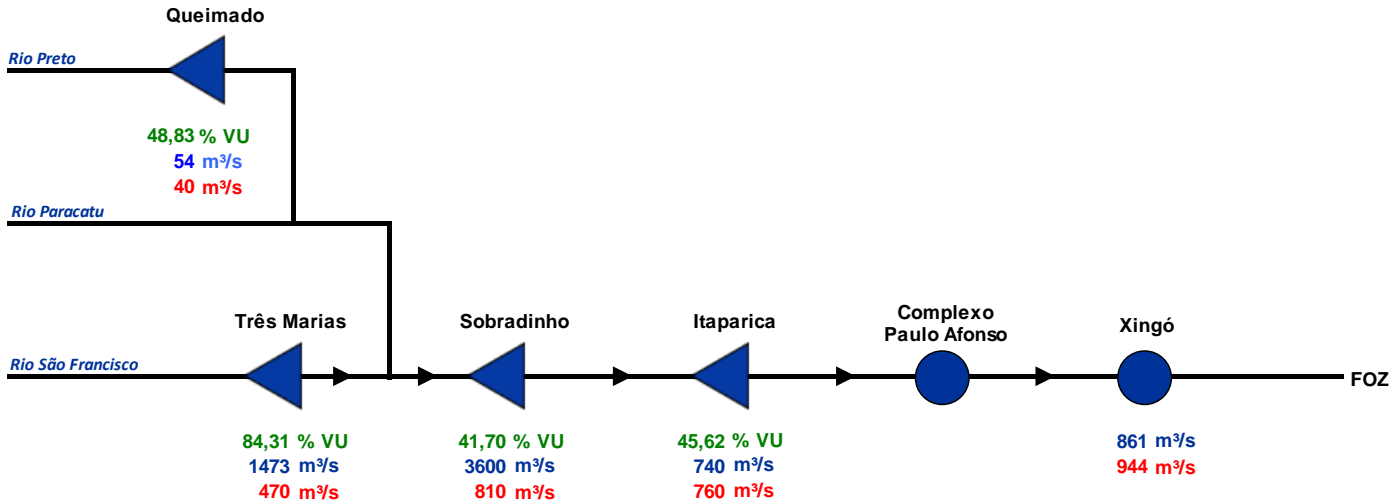 Queimado
Rio Preto
48,83 % VU
54 m³/s
40 m³/s
Rio Paracatu
Três Marias
Sobradinho
Itaparica
Complexo
Paulo Afonso
Xingó
Rio São Francisco
FOZ
84,31 % VU
1473 m³/s
470 m³/s
41,70 % VU
3600 m³/s
810 m³/s
45,62 % VU
740 m³/s
760 m³/s
861 m³/s
944 m³/s